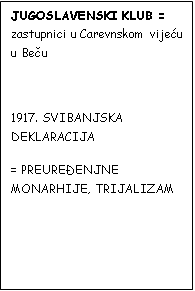 JUGOSLAVENSKI KLUB =
zastupnici u Carevnskom vijeću
u Beču
1917. SVIBANJSKA
DEKLARACIJA
= PREUREĐENJNE
MONARHIJE, TRIJALIZAM